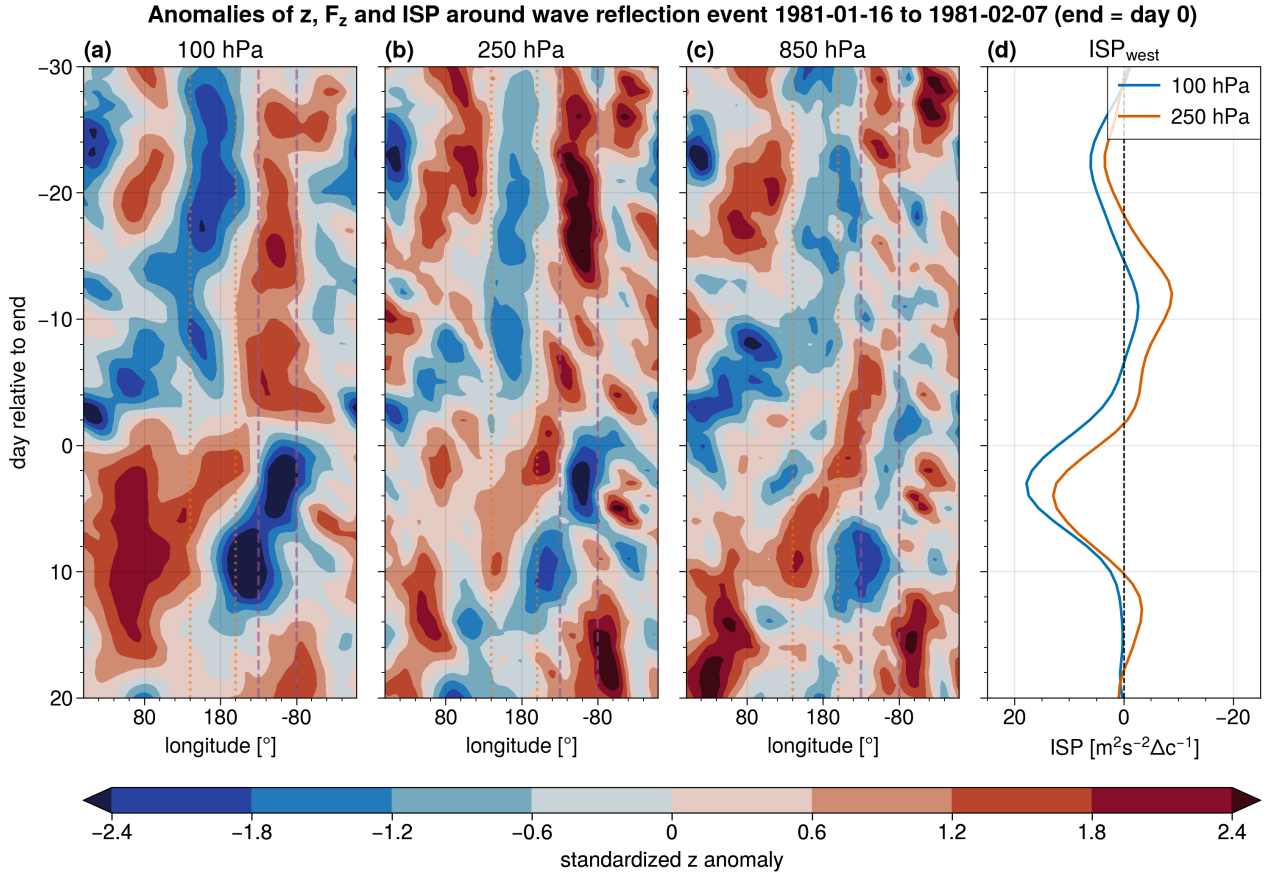 Anomalies of z, F_z and ISP around wave reflection event 1981-01-16 to 1981-02-07 (end = day 0)
(a) 100 hPa (b) 250 hPa (c) 850 hPa (d) ISP_west
100 hPa
250 hPa
day relative to end
−30
−20
−10
0
10
20
80 180 -80 80 180 -80 80 180 -80 20 0 −20
longitude [°] longitude [°] longitude [°] ISP [m²s⁻²Δc⁻¹]
−2.4 −1.8 −1.2 −0.6 0 0.6 1.2 1.8 2.4
standardized z anomaly